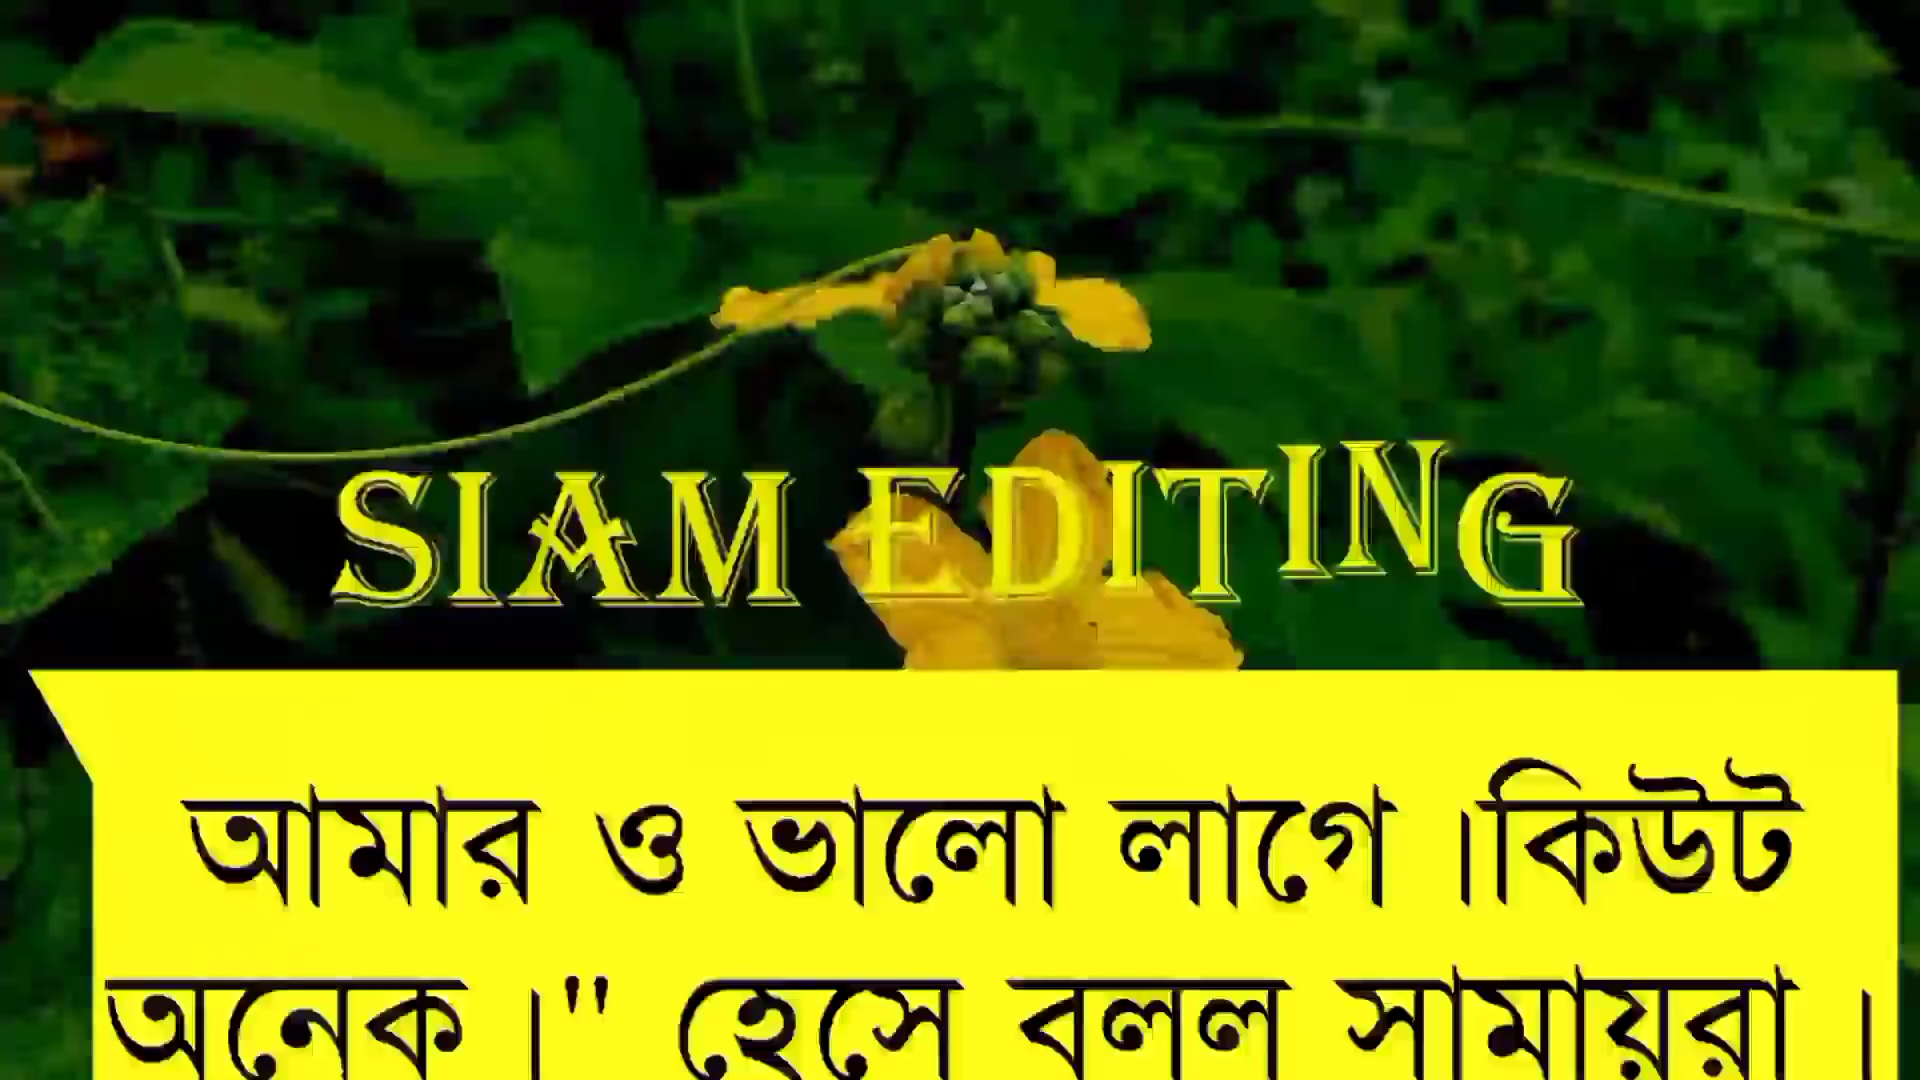 SIAM EDITING
আমার ও ভালো লাগে ।কিউট
অনেক ।" হেসে বলল সামায়রা ।